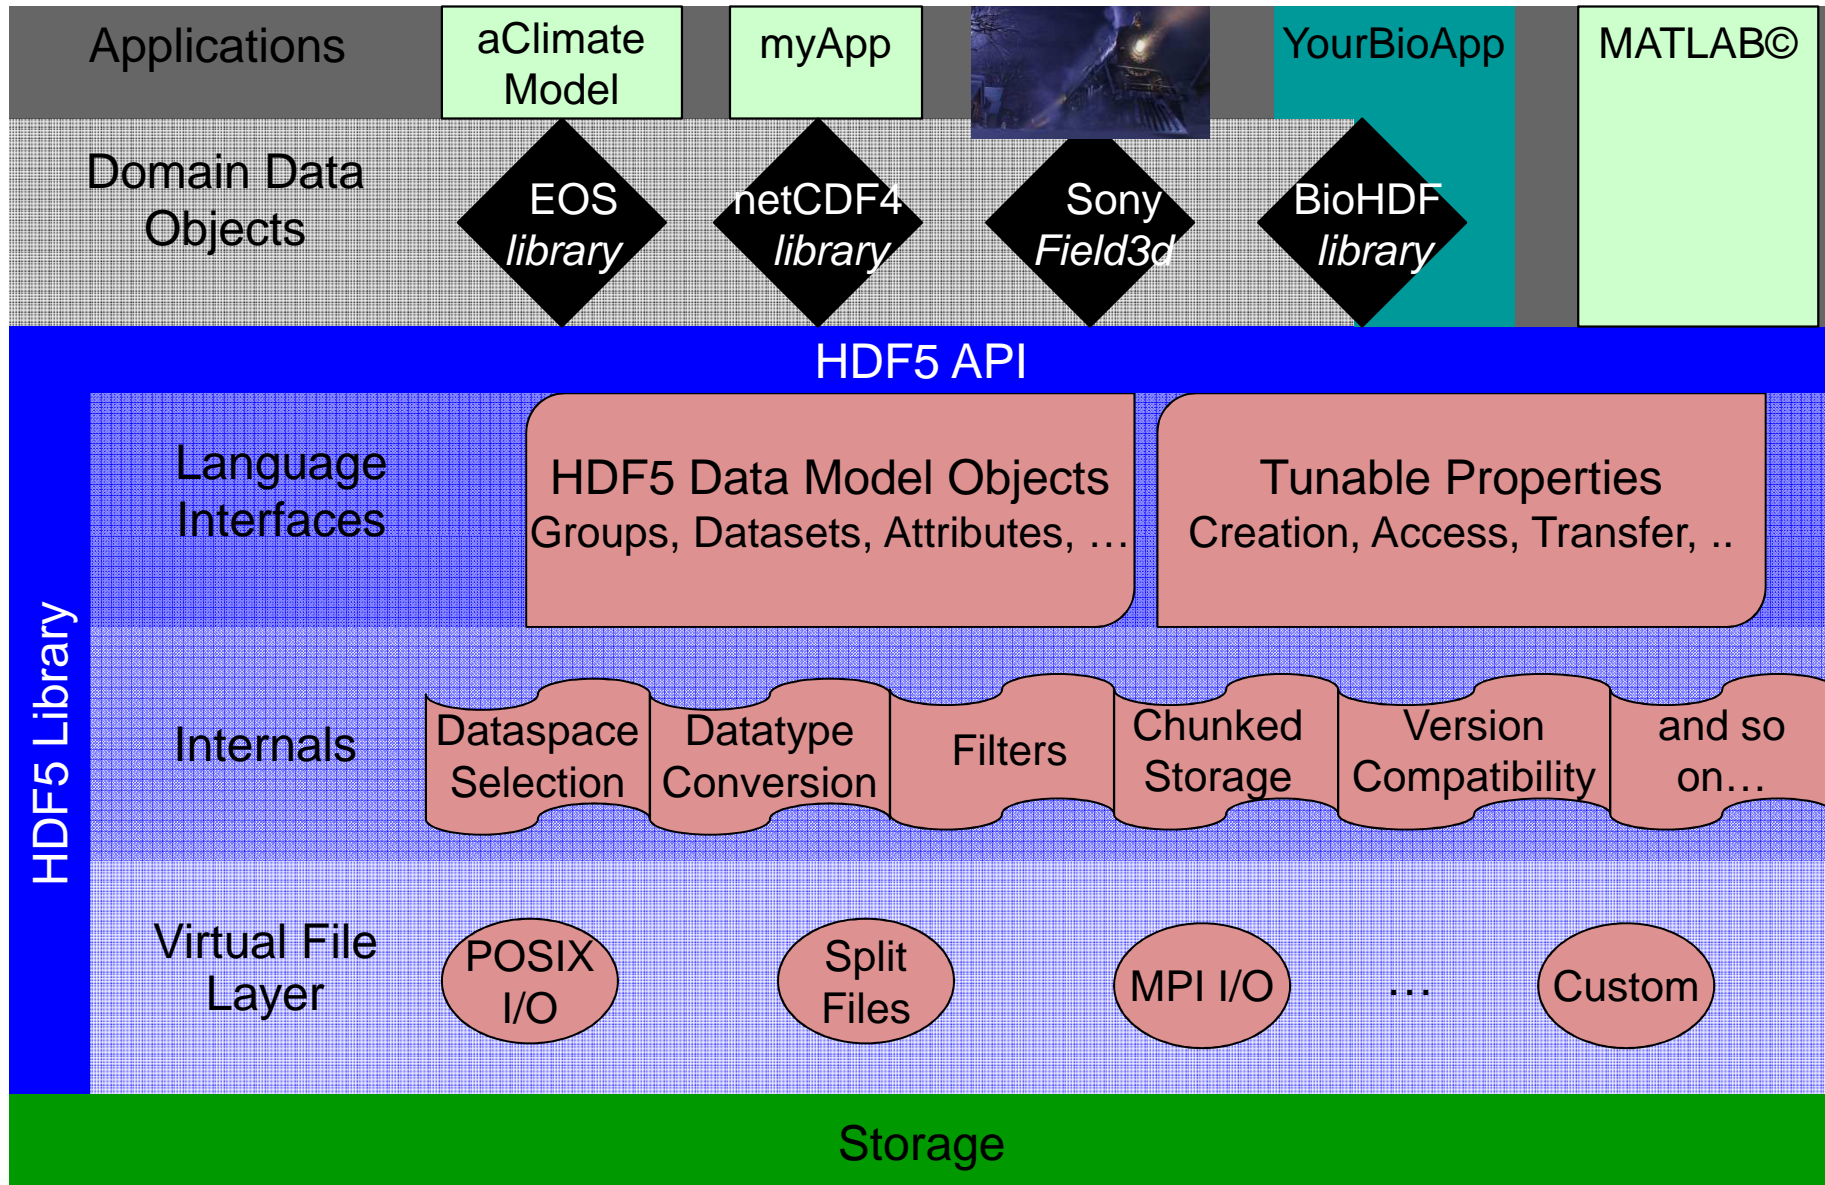 Applications
aClimate
Model
myApp
YourBioApp
MATLAB©
Domain Data
Objects
EOS
library
netCDF4
library
Sony
Field3d
BioHDF
library
HDF5 API
HDF5 Library
Language
Interfaces
HDF5 Data Model Objects
Groups, Datasets, Attributes, …
Tunable Properties
Creation, Access, Transfer, ..
Internals
Dataspace
Selection
Datatype
Conversion
Filters
Chunked
Storage
Version
Compatibility
and so
on…
Virtual File
Layer
POSIX
I/O
Split
Files
MPI I/O
…
Custom
Storage